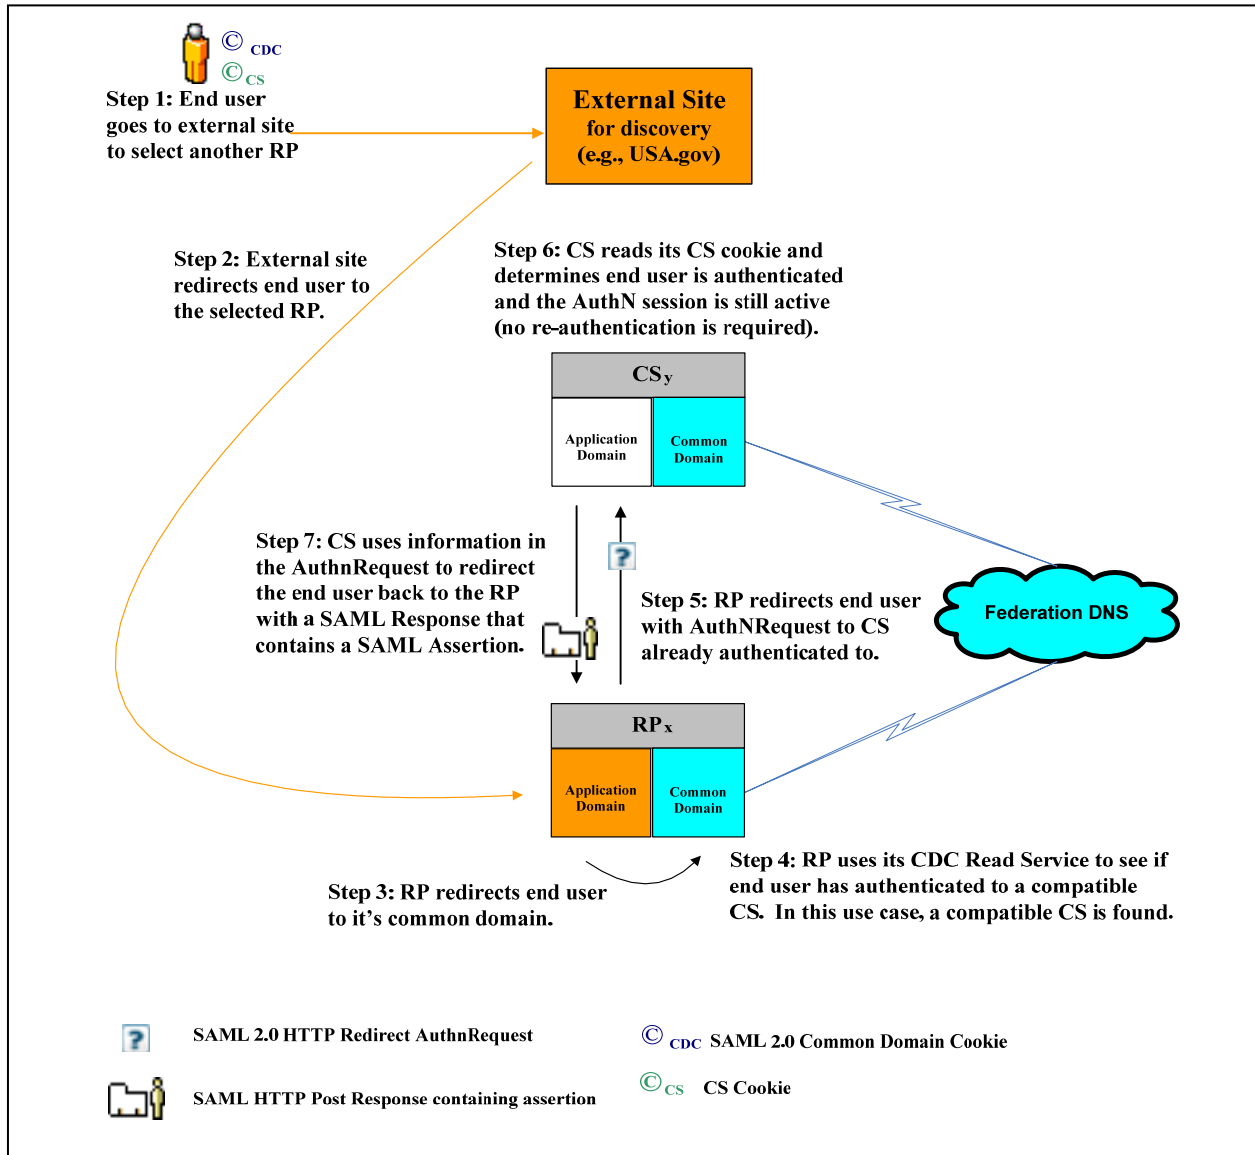 © CDC
© CS
Step 1: End user
goes to external site
to select another RP
External Site
for discovery
(e.g., USA.gov)
Step 2: External site
redirects end user to
the selected RP.
Step 6: CS reads its CS cookie and
determines end user is authenticated
and the AuthN session is still active
(no re-authentication is required).
CSy
Application
Domain
Common
Domain
Step 7: CS uses information in
the AuthnRequest to redirect
the end user back to the RP
with a SAML Response that
contains a SAML Assertion.
?
Step 5: RP redirects end user
with AuthNRequest to CS
already authenticated to.
Federation DNS
RPx
Application
Domain
Common
Domain
Step 3: RP redirects end user
to it's common domain.
Step 4: RP uses its CDC Read Service to see if
end user has authenticated to a compatible
CS. In this use case, a compatible CS is found.
? SAML 2.0 HTTP Redirect AuthnRequest
© CDC SAML 2.0 Common Domain Cookie
SAML HTTP Post Response containing assertion
© CS CS Cookie